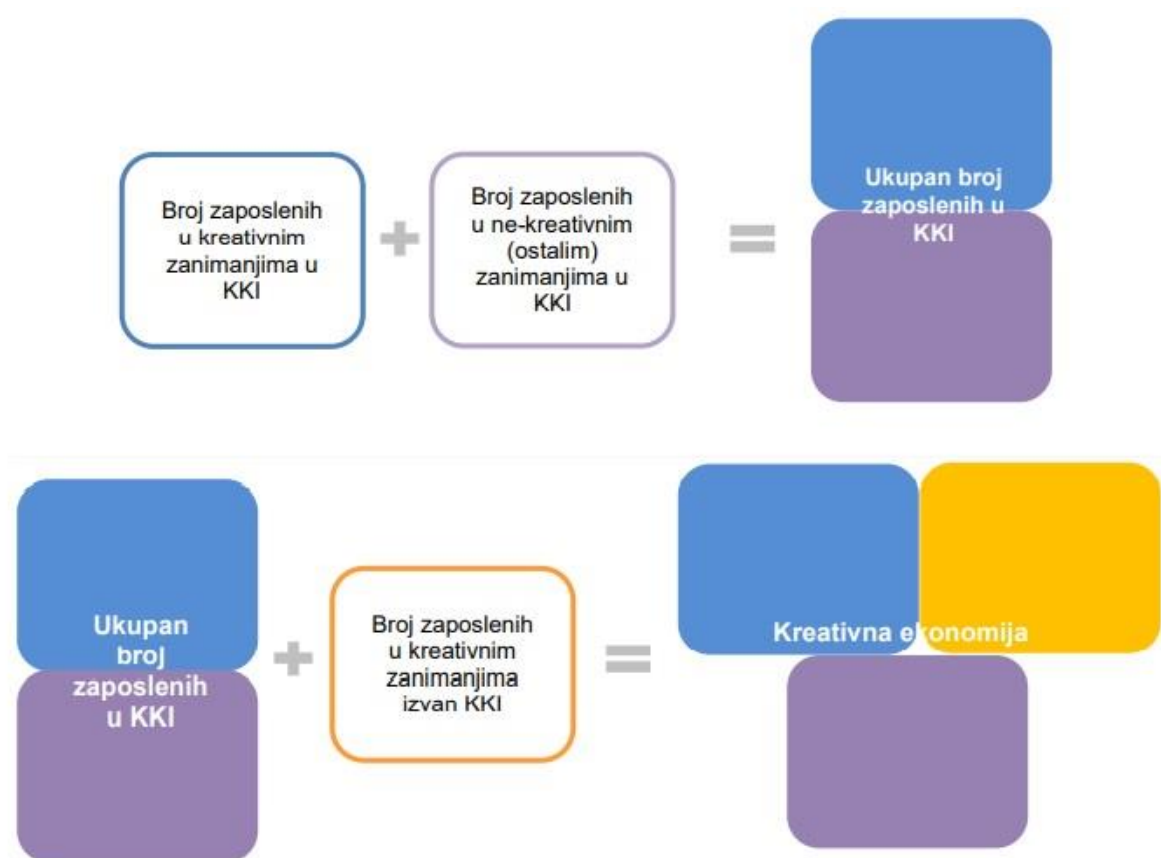 Broj zaposlenih
u kreativnim
zanimanjima u
KKI
Broj zaposlenih
u ne-kreativnim
(ostalim)
zanimanjima u
KKI
Ukupan broj
zaposlenih u
KKI
Ukupan
broj
zaposlenih
u KKI
Broj zaposlenih
u kreativnim
zanimanjima
izvan KKI
Kreativna ekonomija